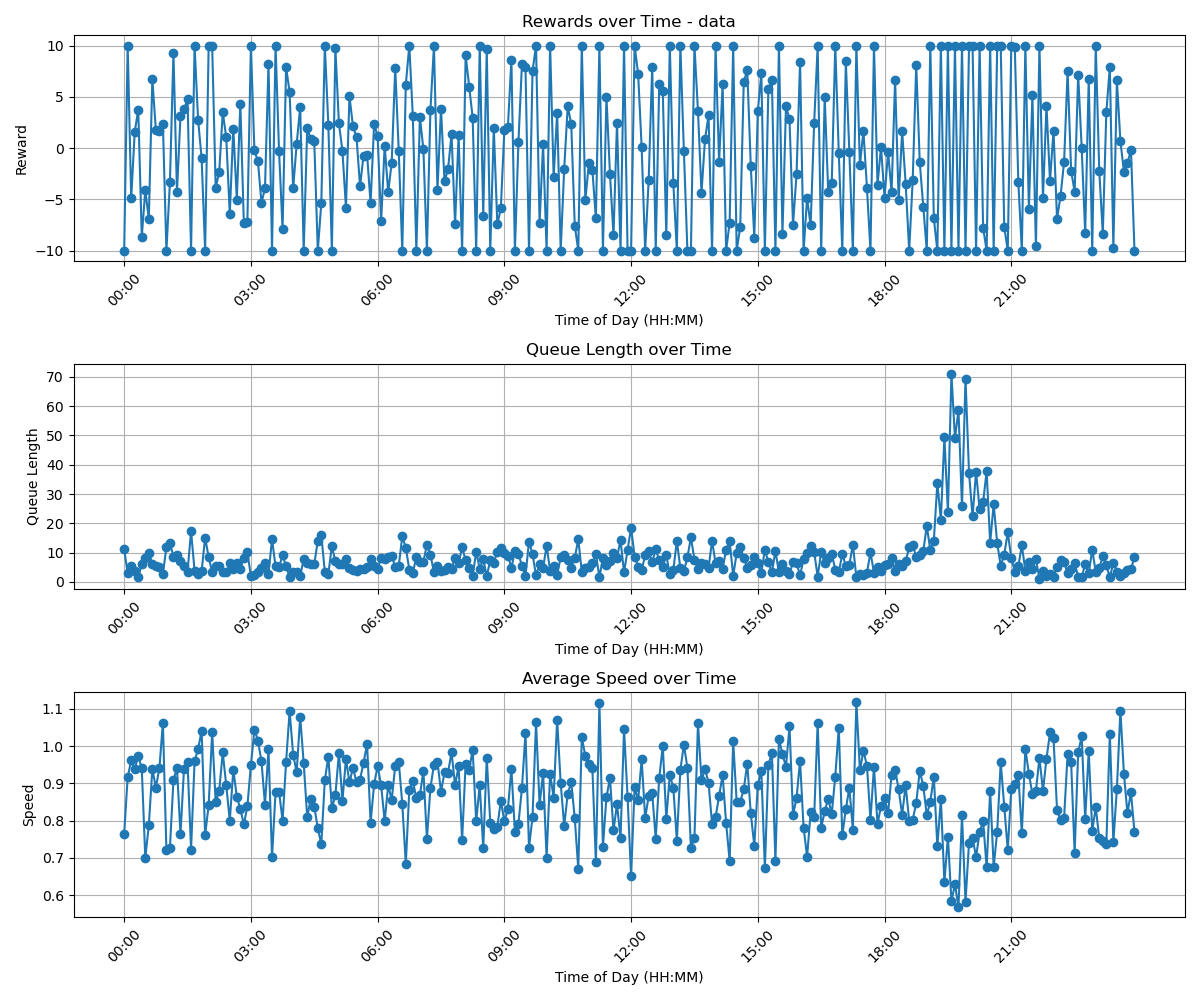 Rewards over Time - data
Reward
10
5
0
−5
−10
00:00 03:00 06:00 09:00 12:00 15:00 18:00 21:00
Time of Day (HH:MM)
Queue Length over Time
Queue Length
70
60
50
40
30
20
10
0
00:00 03:00 06:00 09:00 12:00 15:00 18:00 21:00
Time of Day (HH:MM)
Average Speed over Time
Speed
1.1
1.0
0.9
0.8
0.7
0.6
00:00 03:00 06:00 09:00 12:00 15:00 18:00 21:00
Time of Day (HH:MM)